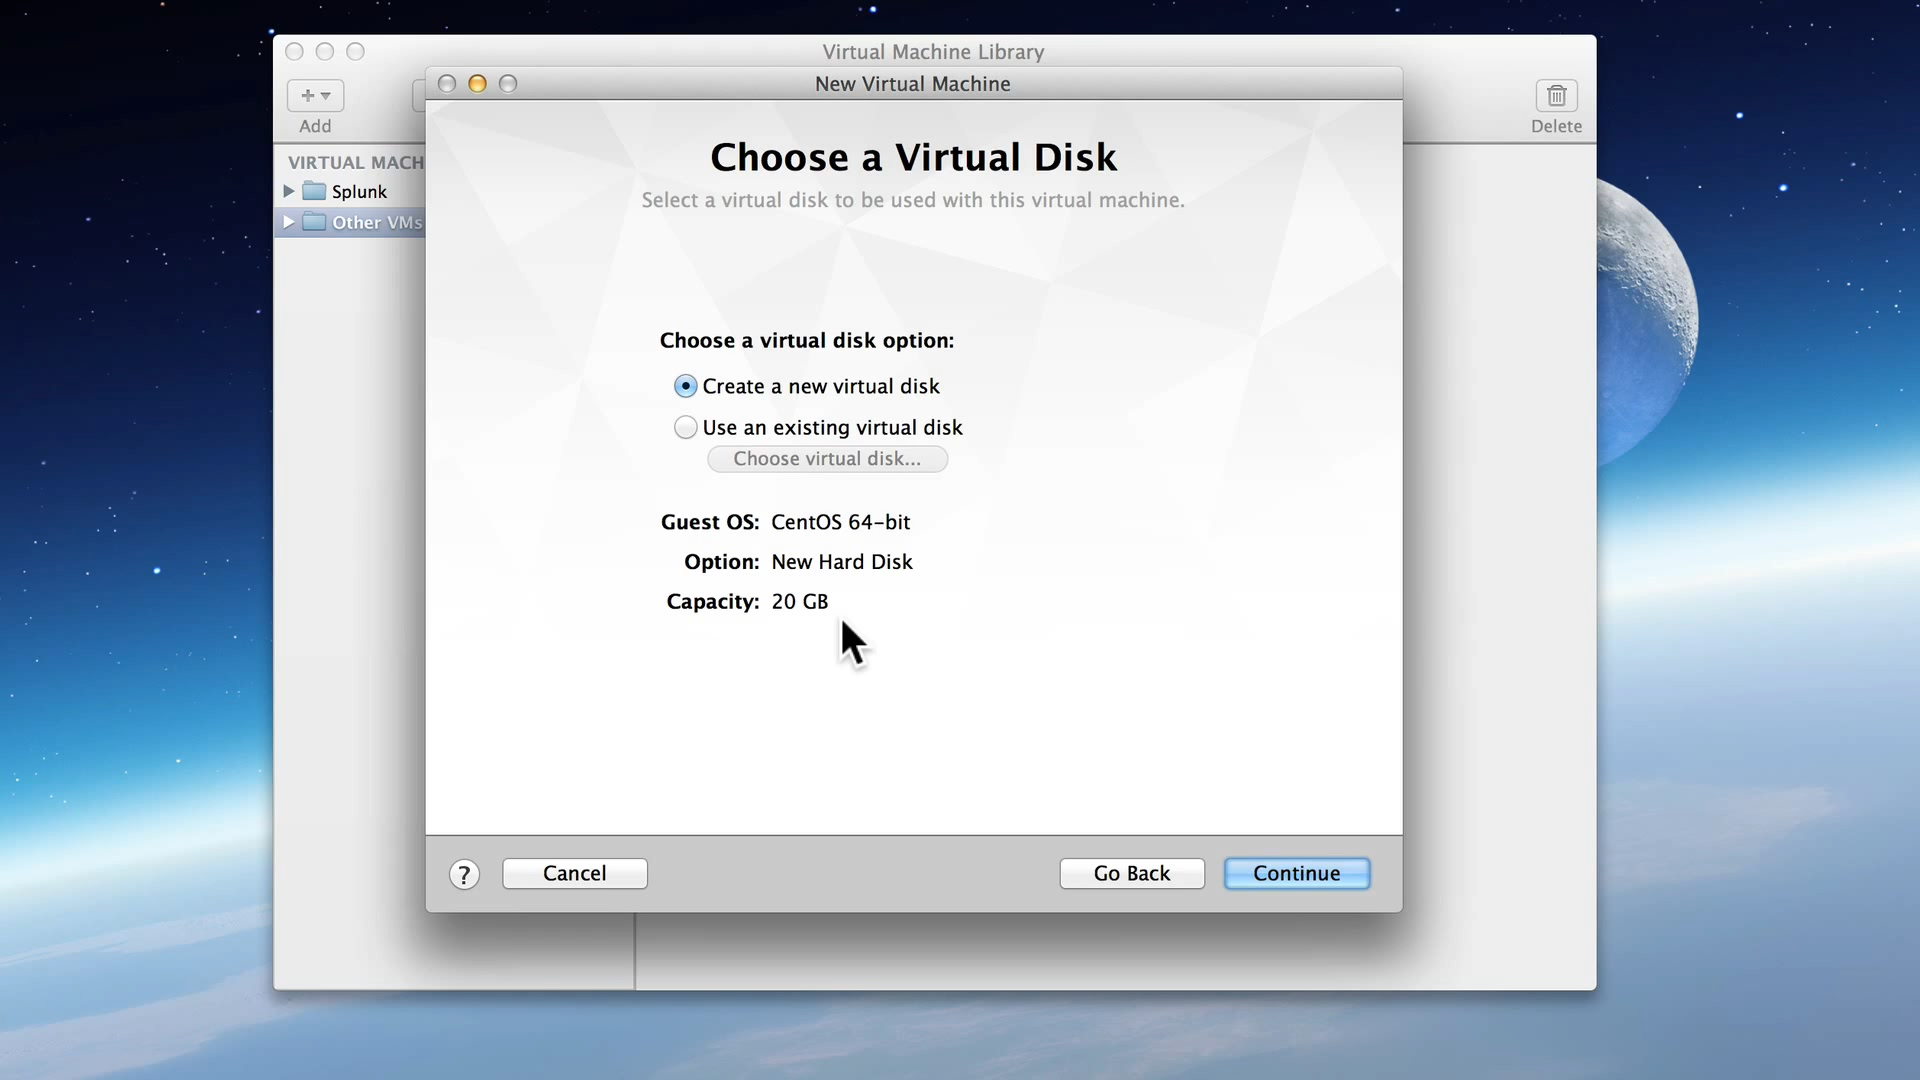 Virtual Machine Library
New Virtual Machine
Add
Delete
VIRTUAL MACH
Splunk
Other VMs
Choose a Virtual Disk
Select a virtual disk to be used with this virtual machine.
Choose a virtual disk option:
Create a new virtual disk
Use an existing virtual disk
Choose virtual disk...
Guest OS: CentOS 64-bit
Option: New Hard Disk
Capacity: 20 GB
? Cancel Go Back Continue